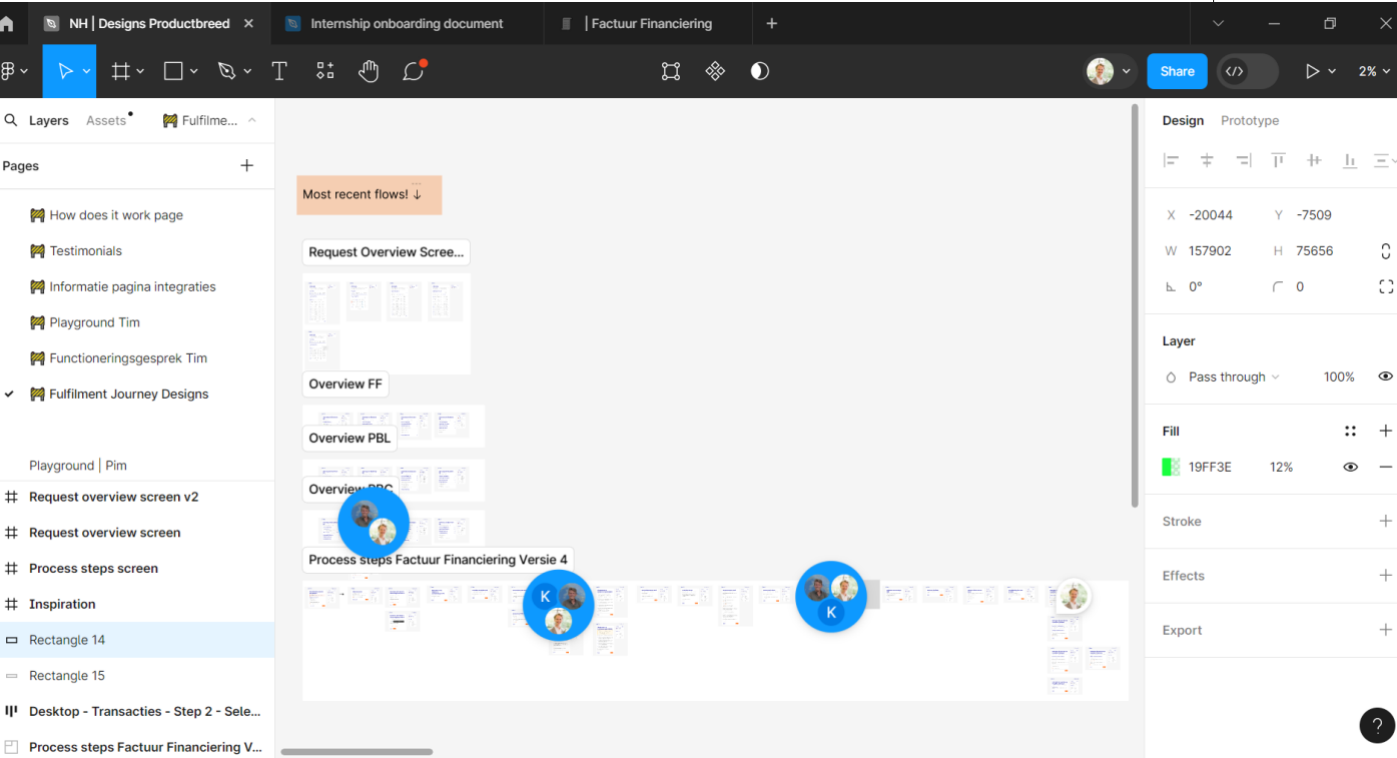 NH | Designs Productbreed
Internship onboarding document
| Factuur Financiering
Share
2%
Layers
Assets
Fulfilme...
Pages
How does it work page
Testimonials
Informatie pagina integraties
Playground Tim
Functioneringsgesprek Tim
Fulfilment Journey Designs
Playground | Pim
Request overview screen v2
Request overview screen
Process steps screen
Inspiration
Rectangle 14
Rectangle 15
Desktop - Transacties - Step 2 - Sele...
Process steps Factuur Financiering V...
Most recent flows! ↓
Request Overview Scree...
Overview FF
Overview PBL
Overview
Process steps Factuur Financiering Versie 4
K
K
Design
Prototype
X -20044 Y -7509
W 157902 H 75656
0° 0
Layer
Pass through 100%
Fill
19FF3E 12%
Stroke
Effects
Export
?